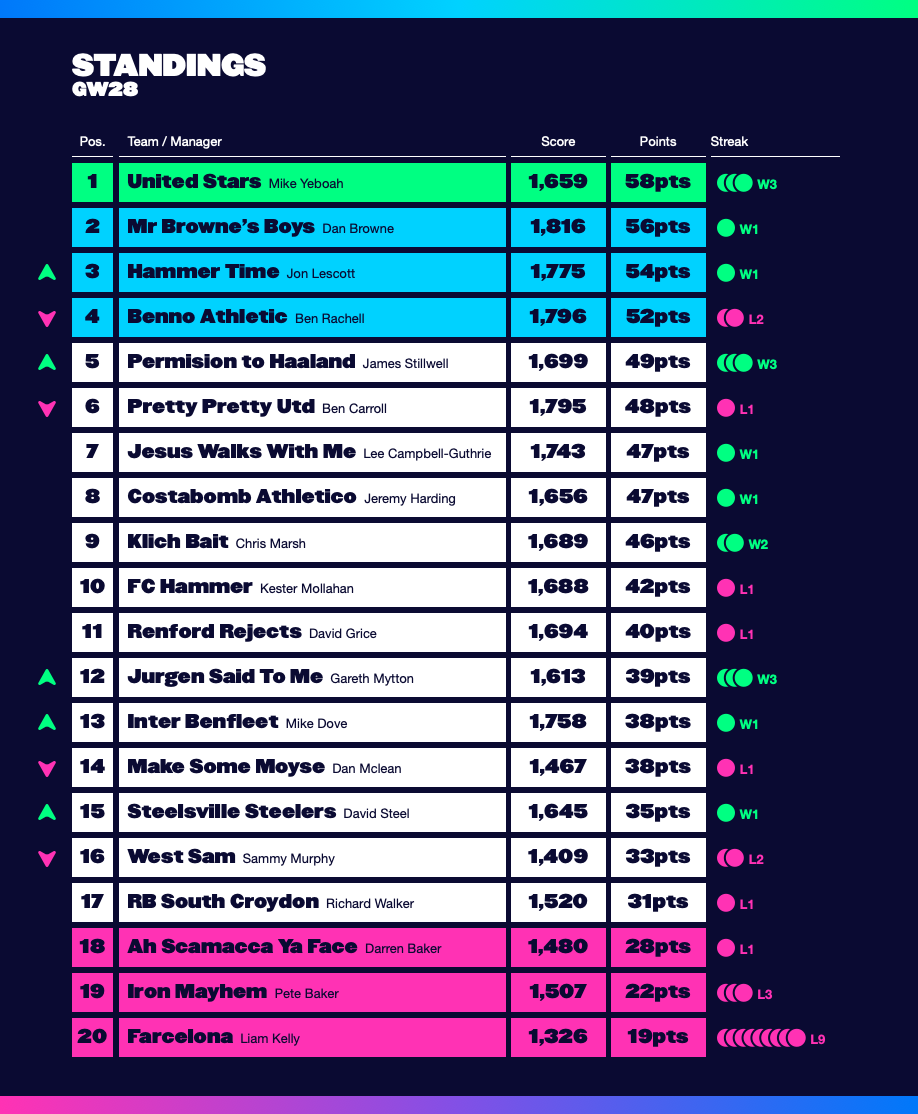 STANDINGS
GW28
Pos. Team / Manager Score Points Streak
1 United Stars Mike Yeboah 1,659 58pts W3
2 Mr Browne’s Boys Dan Browne 1,816 56pts W1
3 Hammer Time Jon Lescott 1,775 54pts W1
4 Benno Athletic Ben Rachell 1,796 52pts L2
5 Permision to Haaland James Stillwell 1,699 49pts W3
6 Pretty Pretty Utd Ben Carroll 1,795 48pts L1
7 Jesus Walks With Me Lee Campbell-Guthrie 1,743 47pts W1
8 Costabomb Athletico Jeremy Harding 1,656 47pts W1
9 Klich Bait Chris Marsh 1,689 46pts W2
10 FC Hammer Kester Mollahan 1,688 42pts L1
11 Renford Rejects David Grice 1,694 40pts L1
12 Jurgen Said To Me Gareth Mytton 1,613 39pts W3
13 Inter Benfleet Mike Dove 1,758 38pts W1
14 Make Some Moyse Dan Mclean 1,467 38pts L1
15 Steelsville Steelers David Steel 1,645 35pts W1
16 West Sam Sammy Murphy 1,409 33pts L2
17 RB South Croydon Richard Walker 1,520 31pts L1
18 Ah Scamacca Ya Face Darren Baker 1,480 28pts L1
19 Iron Mayhem Pete Baker 1,507 22pts L3
20 Farcelona Liam Kelly 1,326 19pts L9